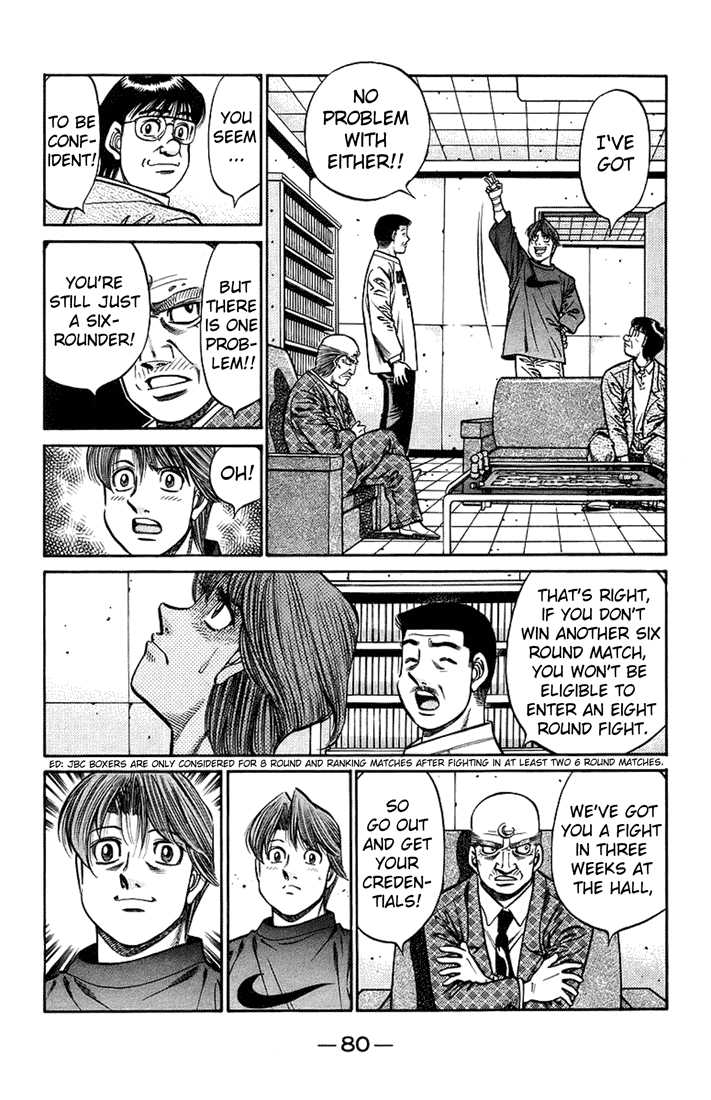 I'VE
GOT
NO
PROBLEM
WITH
EITHER!!
YOU
SEEM
...
TO BE
CONF-
IDENT!
BUT
THERE
IS ONE
PROB-
LEM!!
YOU'RE
STILL JUST
A SIX-
ROUNDER!
OH!
THAT'S RIGHT,
IF YOU DON'T
WIN ANOTHER SIX
ROUND MATCH,
YOU WON'T BE
ELIGIBLE TO
ENTER AN EIGHT
ROUND FIGHT.
ED: JBC BOXERS ARE ONLY CONSIDERED FOR 8 ROUND AND RANKING MATCHES AFTER FIGHTING IN AT LEAST TWO 6 ROUND MATCHES.
WE'VE GOT
YOU A FIGHT
IN THREE
WEEKS AT
THE HALL,
SO
GO OUT
AND GET
YOUR
CREDEN-
TIALS!
—80—